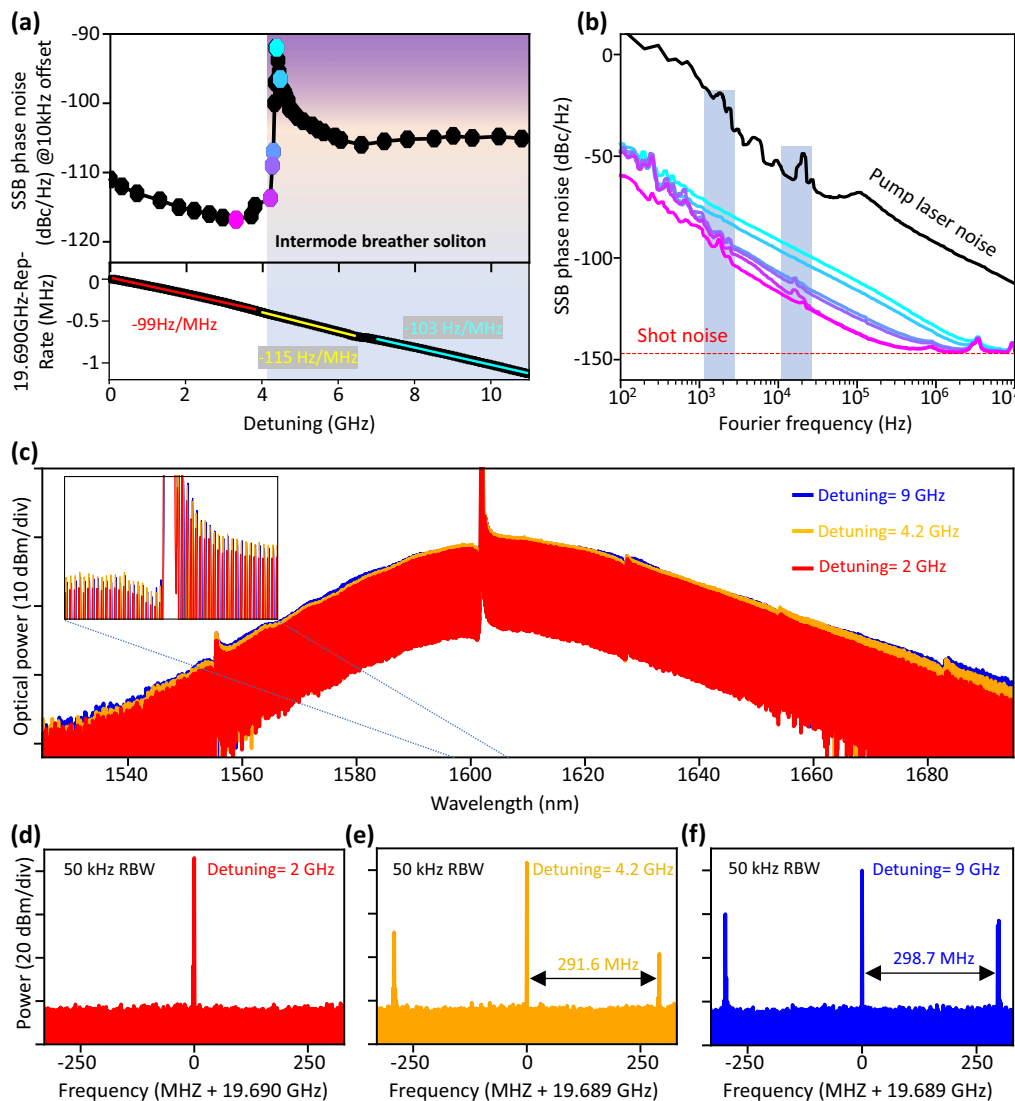 (a)
-90
-100
-110
-120
SSB phase noise
(dBc/Hz) @10kHz offset
Intermode breather soliton
0
-0.5
-1
19.690GHz-Rep-
Rate (MHz)
-99Hz/MHz
-115 Hz/MHz
-103 Hz/MHz
0 2 4 6 8 10
Detuning (GHz)
(b)
0
-50
-100
-150
SSB phase noise (dBc/Hz)
Pump laser noise
Shot noise
10² 10³ 10⁴ 10⁵ 10⁶ 10⁷
Fourier frequency (Hz)
(c)
Optical power (10 dBm/div)
Detuning= 9 GHz
Detuning= 4.2 GHz
Detuning= 2 GHz
1540 1560 1580 1600 1620 1640 1660 1680
Wavelength (nm)
(d)
Power (20 dBm/div)
50 kHz RBW
Detuning= 2 GHz
-250 0 250
Frequency (MHZ + 19.690 GHz)
(e)
50 kHz RBW
Detuning= 4.2 GHz
291.6 MHz
-250 0 250
Frequency (MHZ + 19.689 GHz)
(f)
50 kHz RBW
Detuning= 9 GHz
298.7 MHz
-250 0 250
Frequency (MHZ + 19.689 GHz)